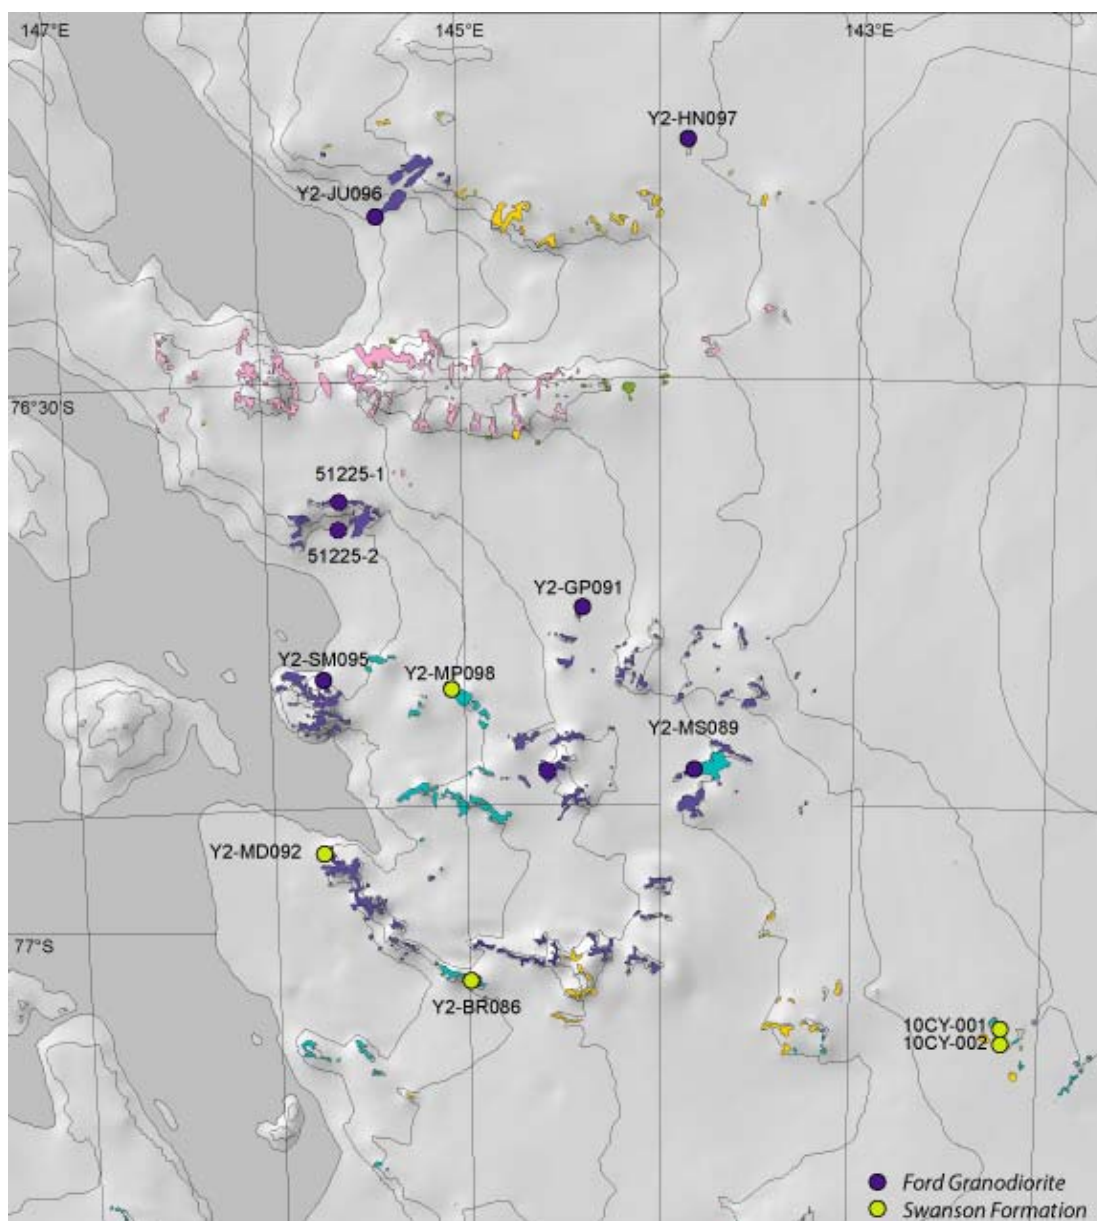 147°E
145°E
143°E
Y2-HN097
Y2-JU096
76°30'S
51225-1
51225-2
Y2-GP091
Y2-SM095
Y2-MP098
Y2-MS089
Y2-MD092
77°S
Y2-BR086
10CY-001
10CY-002
Ford Granodiorite
Swanson Formation